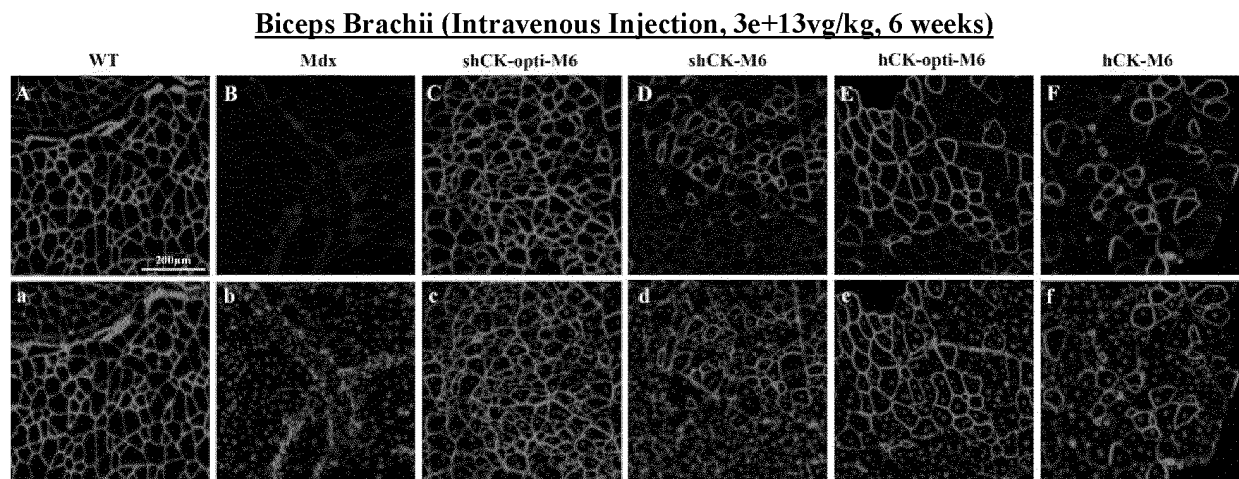 Biceps Brachii (Intravenous Injection, 3e+13vg/kg, 6 weeks)
WT Mdx shCK-opti-M6 shCK-M6 hCK-opti-M6 hCK-M6
A B C D E F
200µm
a b c d e f